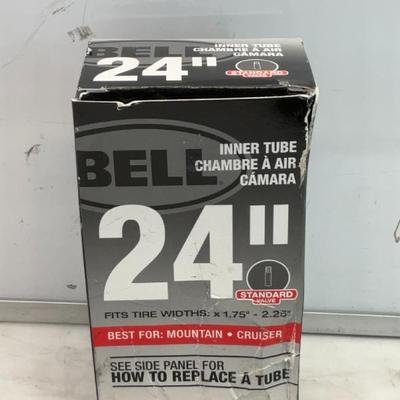 BELL
24"
INNER TUBE
CHAMBRE À AIR
CÁMARA
STANDARD
BELL
INNER TUBE
CHAMBRE À AIR
CÁMARA
24"
STANDARD
VALVE
FITS TIRE WIDTHS: x 1.75" - 2.25"
BEST FOR: MOUNTAIN • CRUISER
SEE SIDE PANEL FOR
HOW TO REPLACE A TUBE